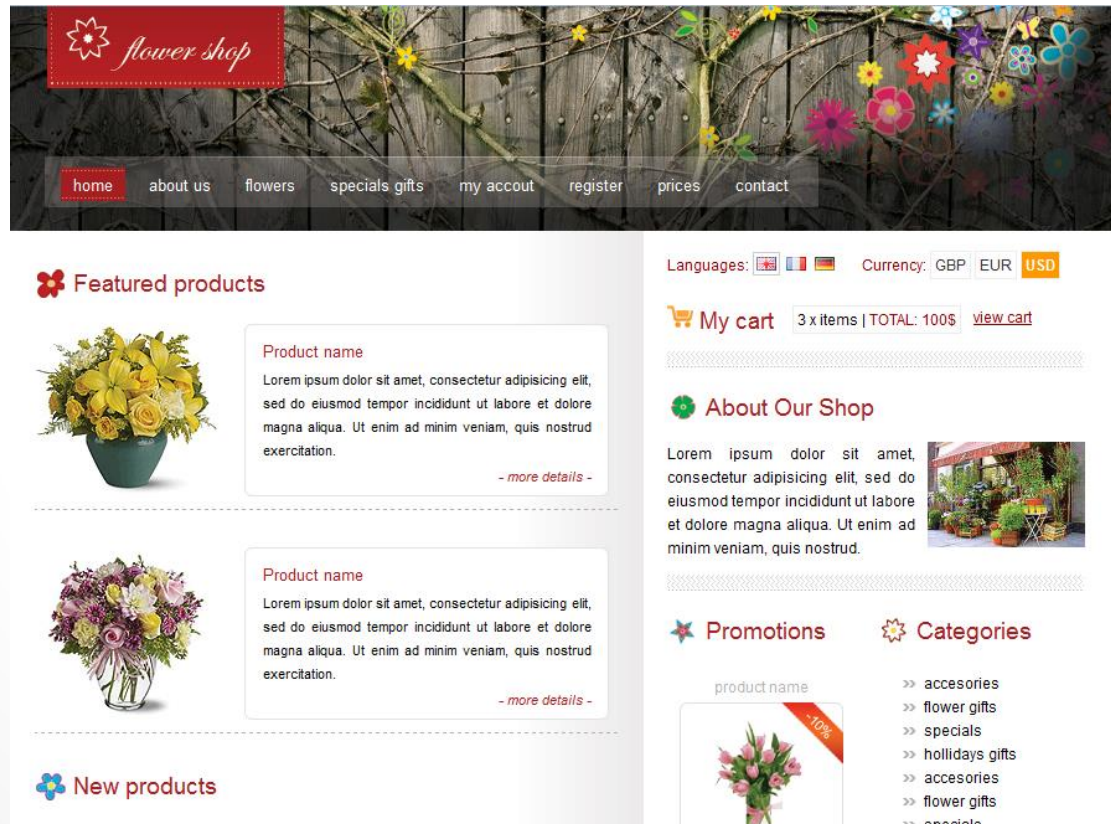 flower shop
home about us flowers specials gifts my accout register prices contact
Featured products
Product name
Lorem ipsum dolor sit amet, consectetur adipisicing elit,
sed do eiusmod tempor incididunt ut labore et dolore
magna aliqua. Ut enim ad minim veniam, quis nostrud
exercitation.
- more details -
Product name
Lorem ipsum dolor sit amet, consectetur adipisicing elit,
sed do eiusmod tempor incididunt ut labore et dolore
magna aliqua. Ut enim ad minim veniam, quis nostrud
exercitation.
- more details -
New products
Languages: Currency: GBP EUR USD
My cart 3 x items | TOTAL: 100$ view cart
About Our Shop
Lorem ipsum dolor sit amet,
consectetur adipisicing elit, sed do
eiusmod tempor incididunt ut labore
et dolore magna aliqua. Ut enim ad
minim veniam, quis nostrud.
Promotions
product name
-10%
Categories
accesories
flower gifts
specials
hollidays gifts
accesories
flower gifts
specials